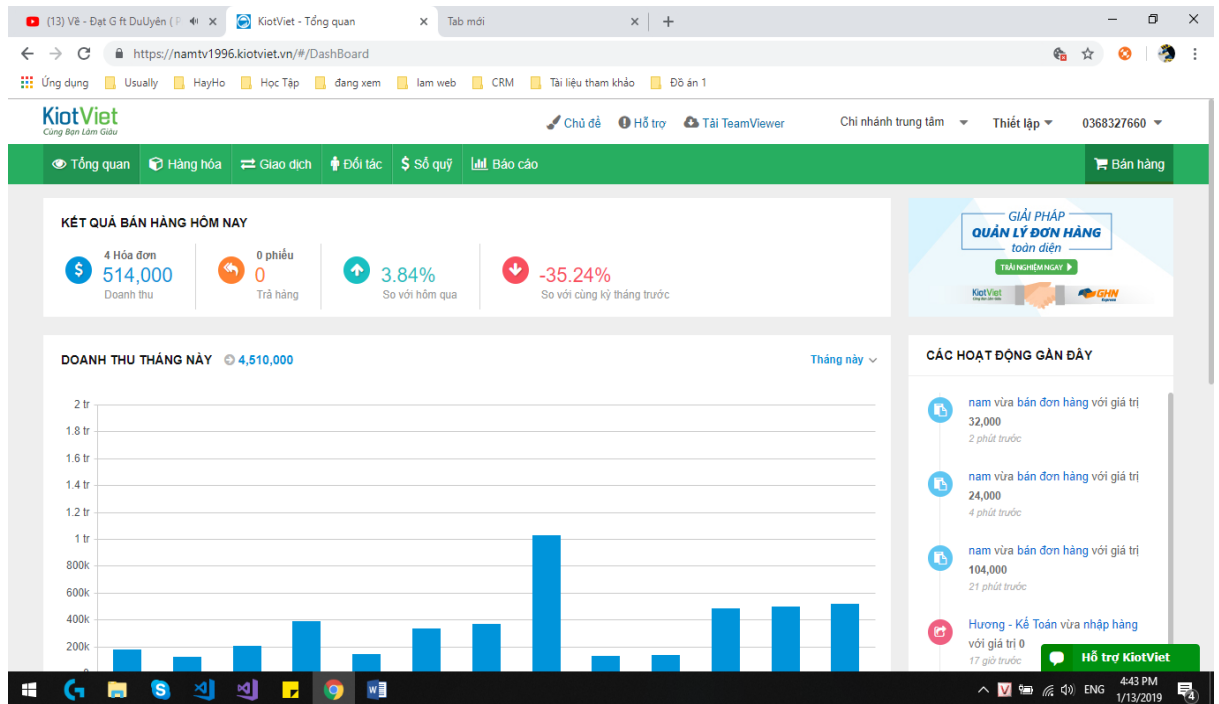 (13) Vẽ - Đạt G ft DuUyên ( P
KiotViet - Tổng quan
Tab mới
https://namtv1996.kiotviet.vn/#/DashBoard
Ứng dụng Usually HayHo Học Tập đang xem lam web CRM Tài liệu tham khảo Đồ án 1
KiotViet
Cùng Bạn Làm Giàu
Chủ đề Hỗ trợ Tải TeamViewer Chi nhánh trung tâm Thiết lập 0368327660
Tổng quan Hàng hóa Giao dịch Đối tác Sổ quỹ Báo cáo Bán hàng
KẾT QUẢ BÁN HÀNG HÔM NAY
4 Hóa đơn
514,000
Doanh thu
0 phiếu
0
Trả hàng
3.84%
So với hôm qua
-35.24%
So với cùng kỳ tháng trước
GIẢI PHÁP
QUẢN LÝ ĐƠN HÀNG
toàn diện
TRẢI NGHIỆM NGAY
KiotViet
GHN
Express
DOANH THU THÁNG NÀY 4,510,000
Tháng này
2 tr
1.8 tr
1.6 tr
1.4 tr
1.2 tr
1 tr
800k
600k
400k
200k
0
CÁC HOẠT ĐỘNG GẦN ĐÂY
nam vừa bán đơn hàng với giá trị
32,000
2 phút trước
nam vừa bán đơn hàng với giá trị
24,000
4 phút trước
nam vừa bán đơn hàng với giá trị
104,000
21 phút trước
Hương - Kế Toán vừa nhập hàng
với giá trị 0
17 giờ trước
Hỗ trợ KiotViet
ENG
4:43 PM
1/13/2019
4